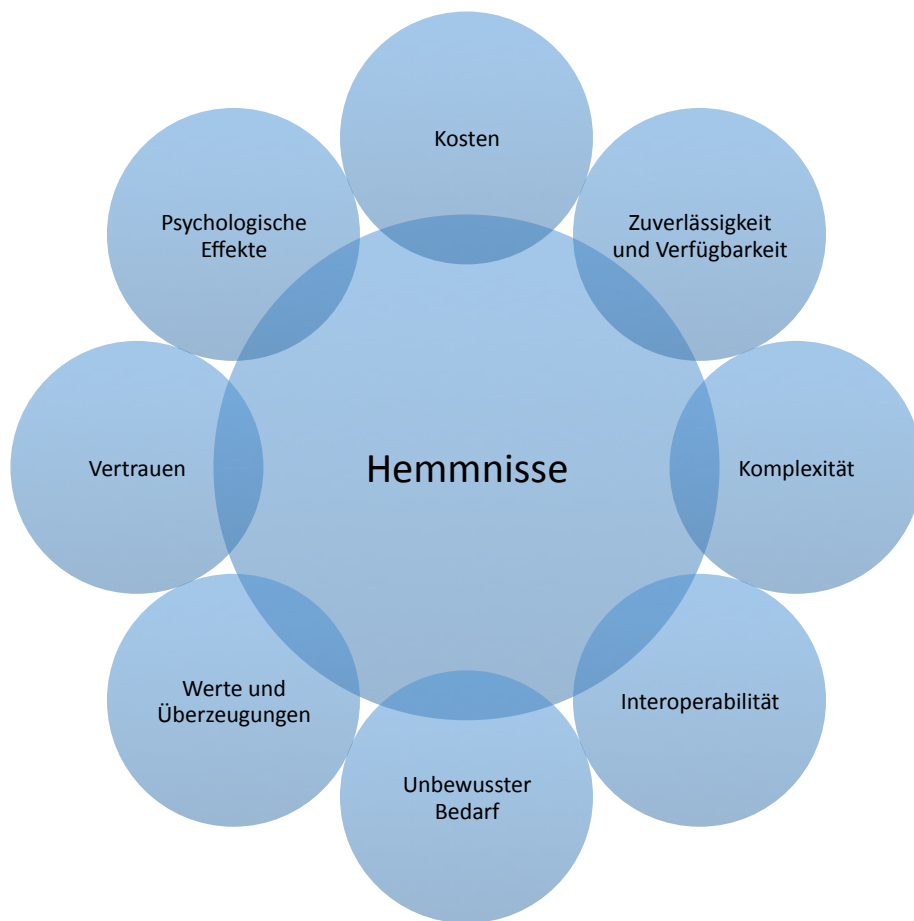 Kosten
Psychologische
Effekte
Zuverlässigkeit
und Verfügbarkeit
Vertrauen
Hemmnisse
Komplexität
Werte und
Überzeugungen
Interoperabilität
Unbewusster
Bedarf